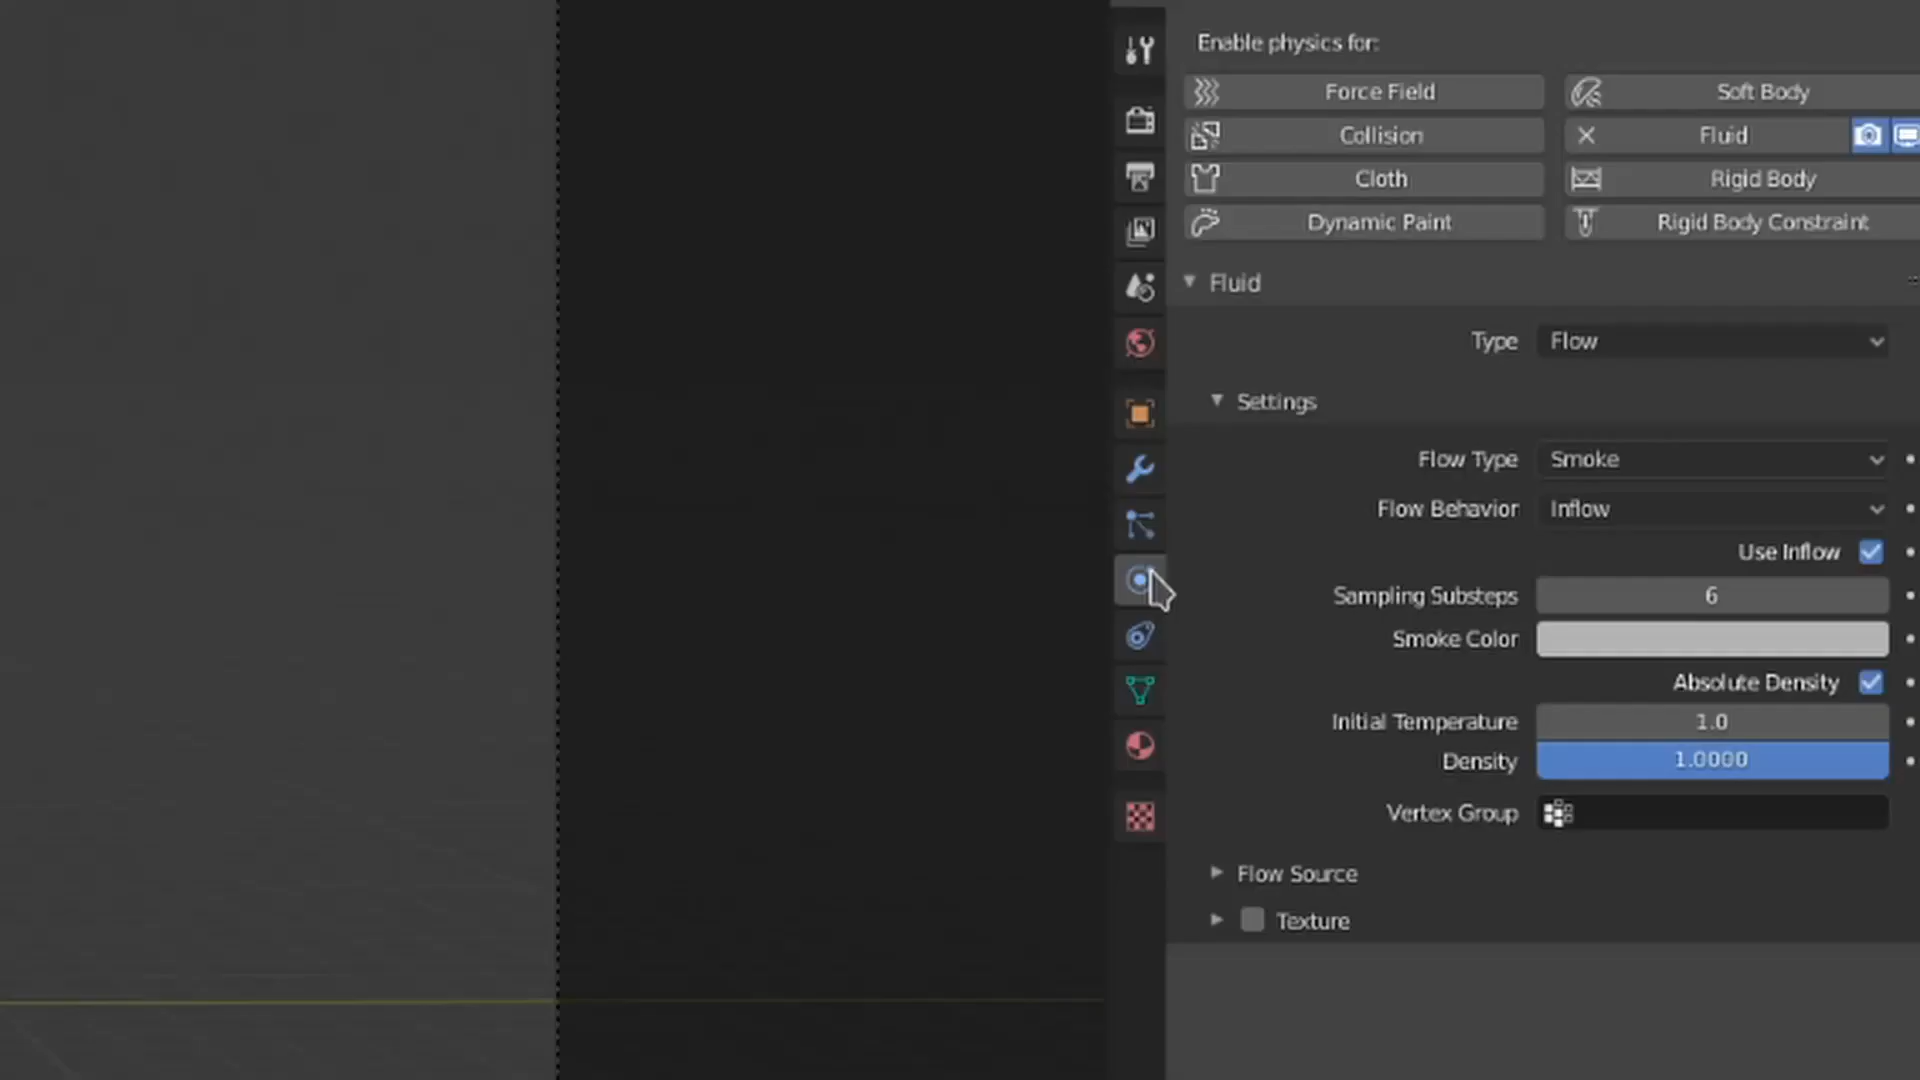 Enable physics for:
Force Field
Soft Body
Collision
Fluid
Cloth
Rigid Body
Dynamic Paint
Rigid Body Constraint
Fluid
Type Flow
Settings
Flow Type Smoke
Flow Behavior Inflow
Use Inflow
Sampling Substeps 6
Smoke Color
Absolute Density
Initial Temperature 1.0
Density 1.0000
Vertex Group
Flow Source
Texture